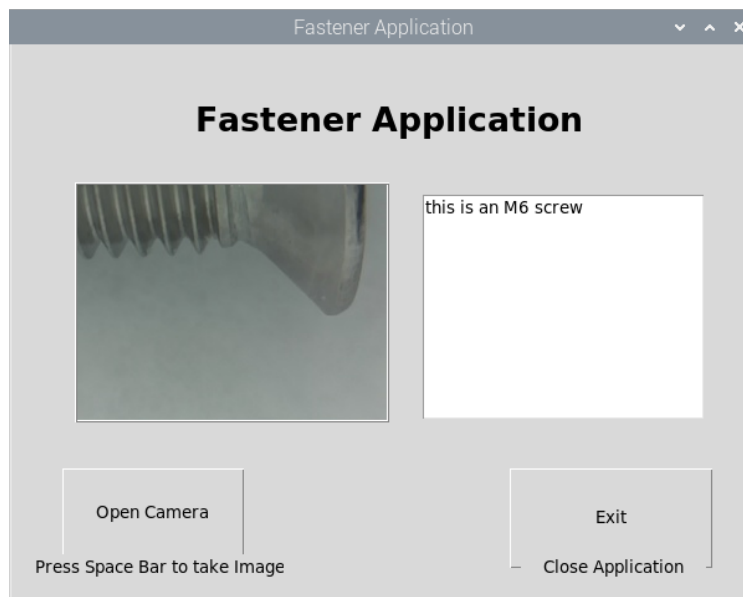 Fastener Application
Fastener Application
this is an M6 screw
Open Camera
Exit
Press Space Bar to take Image
Close Application